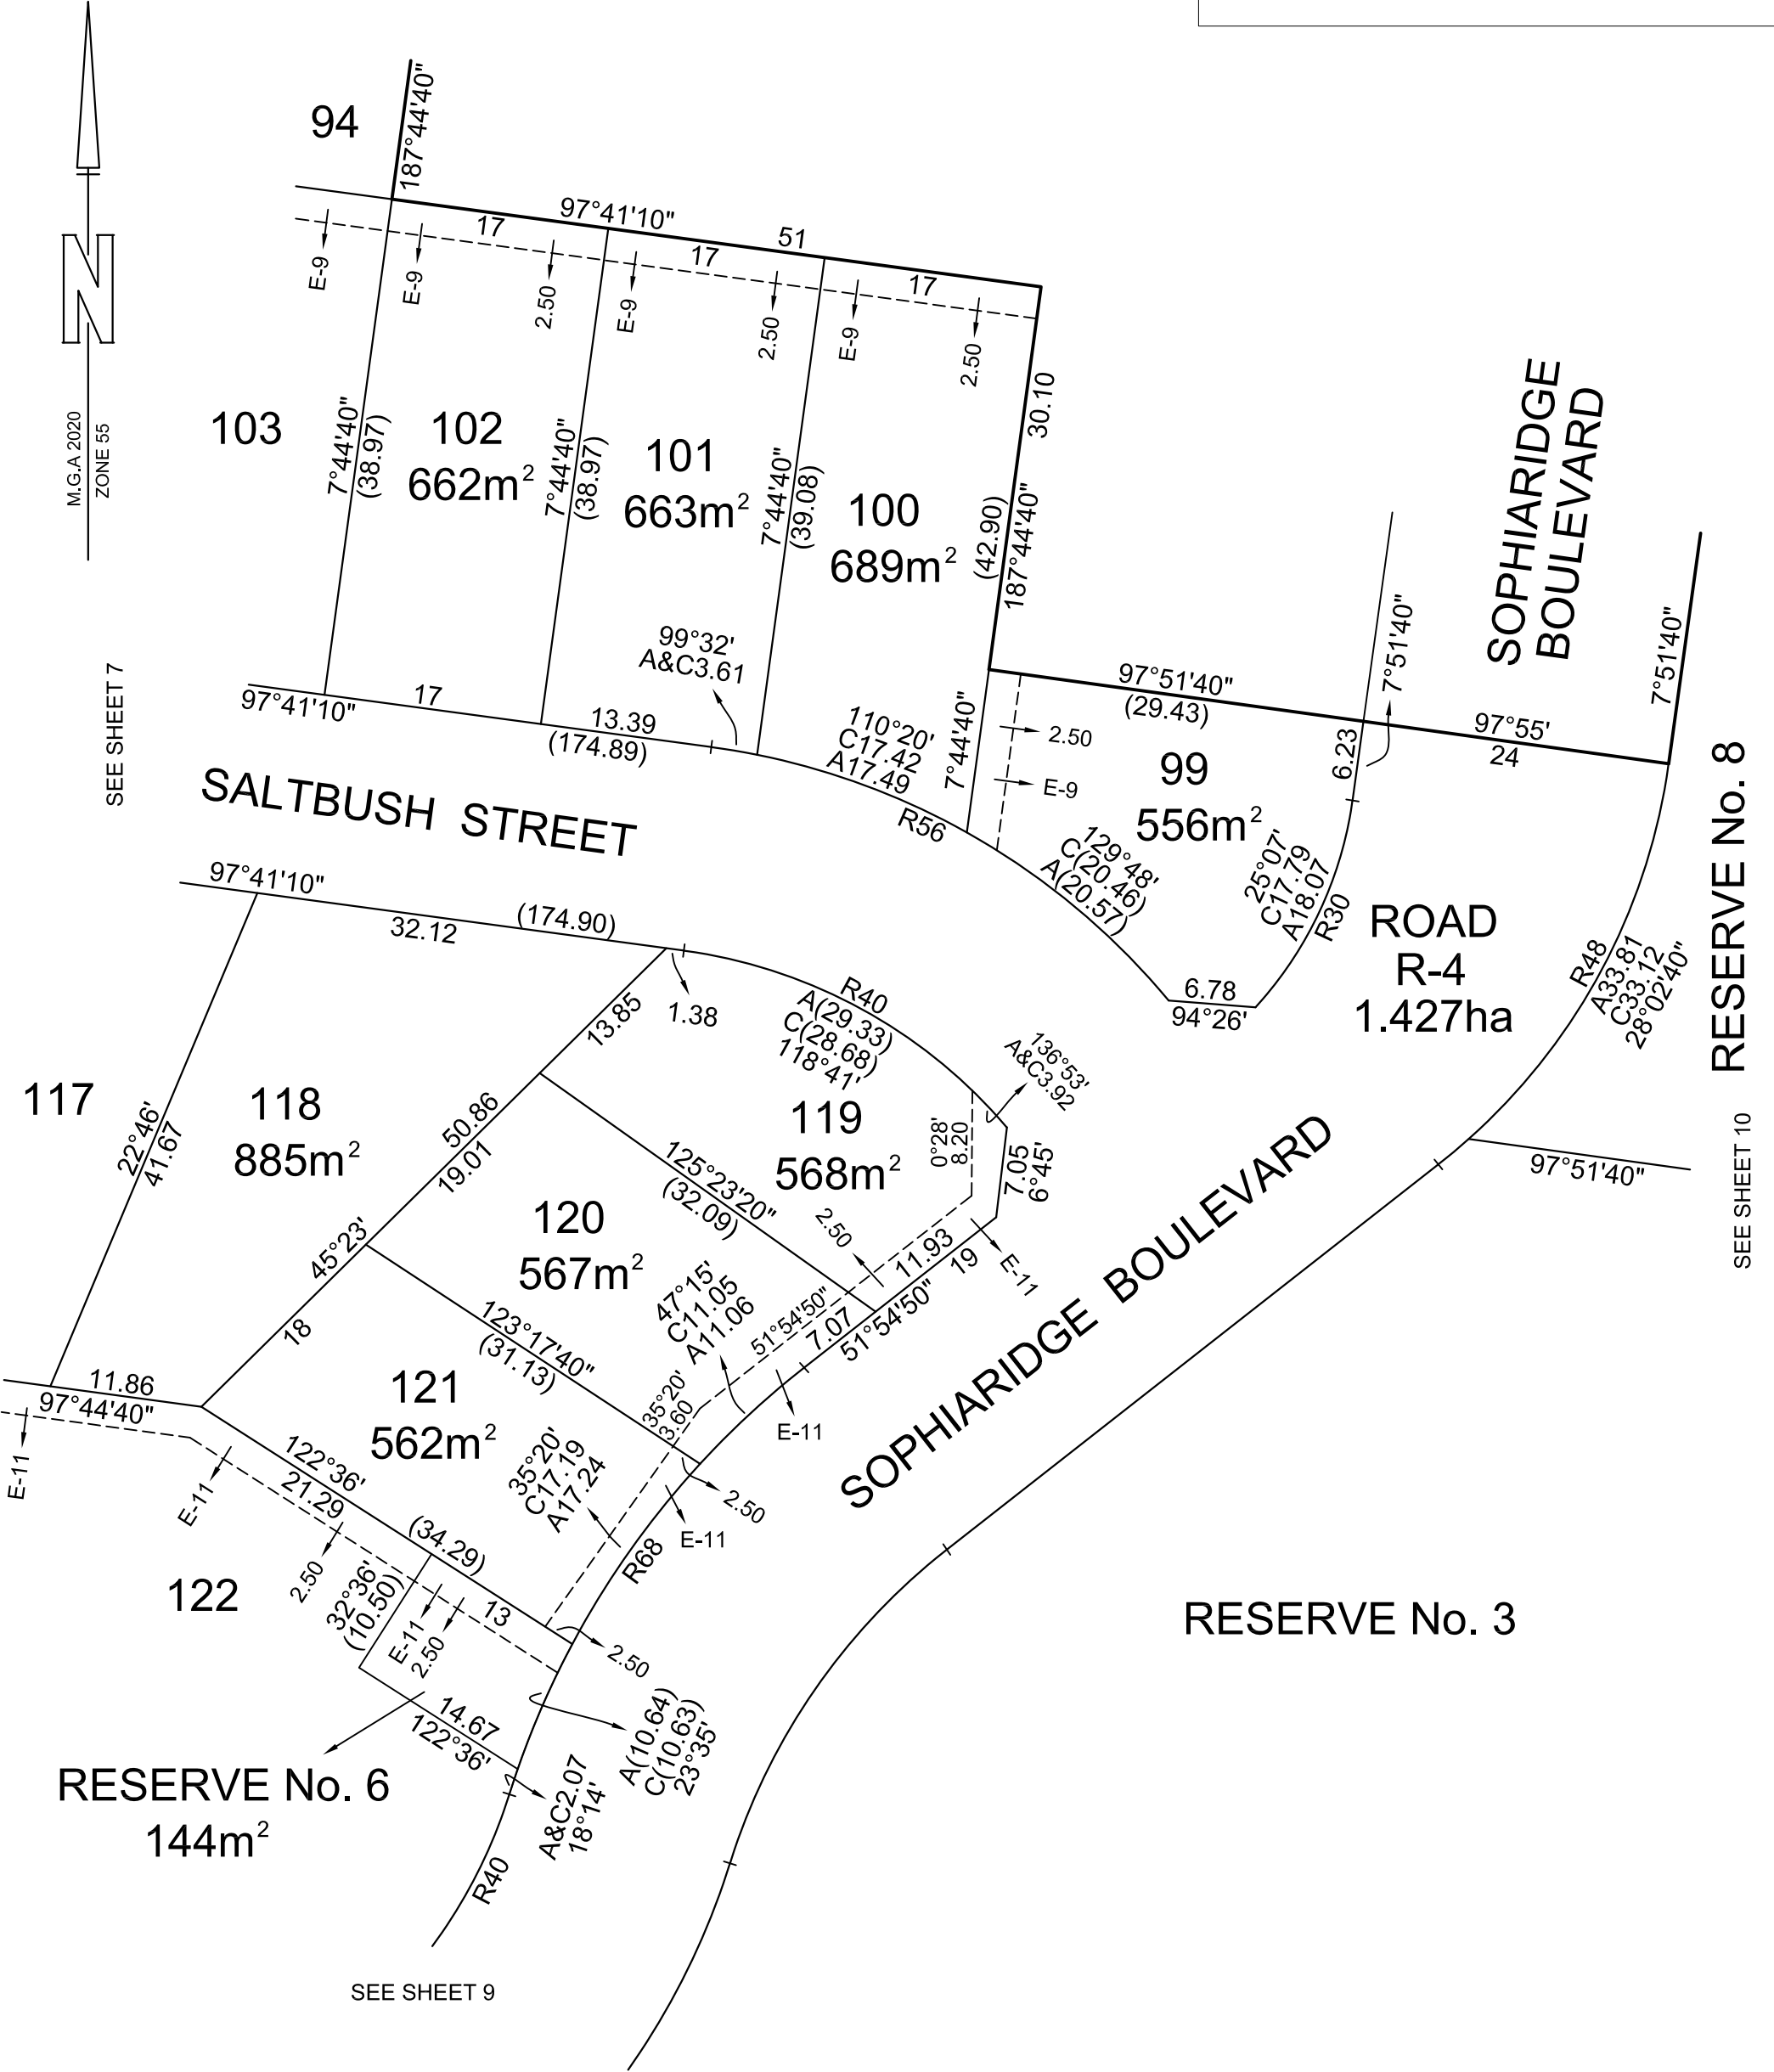 94
187°44'40"
97°41'10"
51
17
17
17
E-9
E-9
2.50
E-9
2.50
E-9
2.50
M.G.A 2020
ZONE 55
103
7°44'40"
(38.97)
102
662m²
7°44'40"
(38.97)
101
663m²
7°44'40"
(39.08)
100
689m²
30.10
(42.90)
187°44'40"
SOPHIARIDGE
BOULEVARD
7°51'40"
7°51'40"
SEE SHEET 7
97°41'10"
17
13.39
(174.89)
99°32'
A&C3.61
110°20'
C17.42
A17.49
R56
7°44'40"
97°51'40"
(29.43)
2.50
E-9
99
556m²
6.23
97°55'
24
129°48'
C(20.46)
A(20.57)
25°07'
C17.79
A18.07
R30
RESERVE No. 8
SALTBUSH STREET
97°41'10"
32.12
(174.90)
1.38
R40
A(29.33)
C(28.68)
118°41'
6.78
94°26'
ROAD
R-4
1.427ha
R48
A33.81
C33.12
28°02'40"
136°53'
A&C3.92
117
22°46'
41.67
118
885m²
13.85
50.86
19.01
45°23'
18
119
568m²
0°28'
8.20
7.05
6°45'
125°23'20"
(32.09)
120
567m²
2.50
11.93
19
E-11
97°51'40"
SEE SHEET 10
47°15'
C11.05
A11.06
51°54'50"
7.07
51°54'50"
SOPHIARIDGE BOULEVARD
123°17'40"
(31.13)
121
562m²
35°20'
3.60
E-11
11.86
97°44'40"
E-11
122°36'
21.29
E-11
2.50
(34.29)
35°20'
C17.19
A17.24
2.50
E-11
R68
122
32°36'
(10.50)
E-11
2.50
13
2.50
RESERVE No. 3
14.67
122°36'
A(10.64)
C(10.63)
23°35'
RESERVE No. 6
144m²
A&C2.07
18°14'
R40
SEE SHEET 9